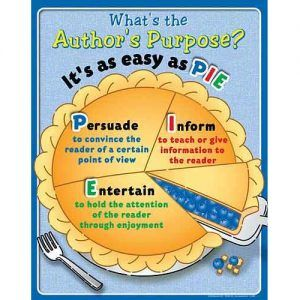 What's the
Author's Purpose?
It's as easy as PIE
Persuade
to convince the
reader of a certain
point of view
Inform
to teach or give
information to
the reader
Entertain
to hold the attention
of the reader
through enjoyment